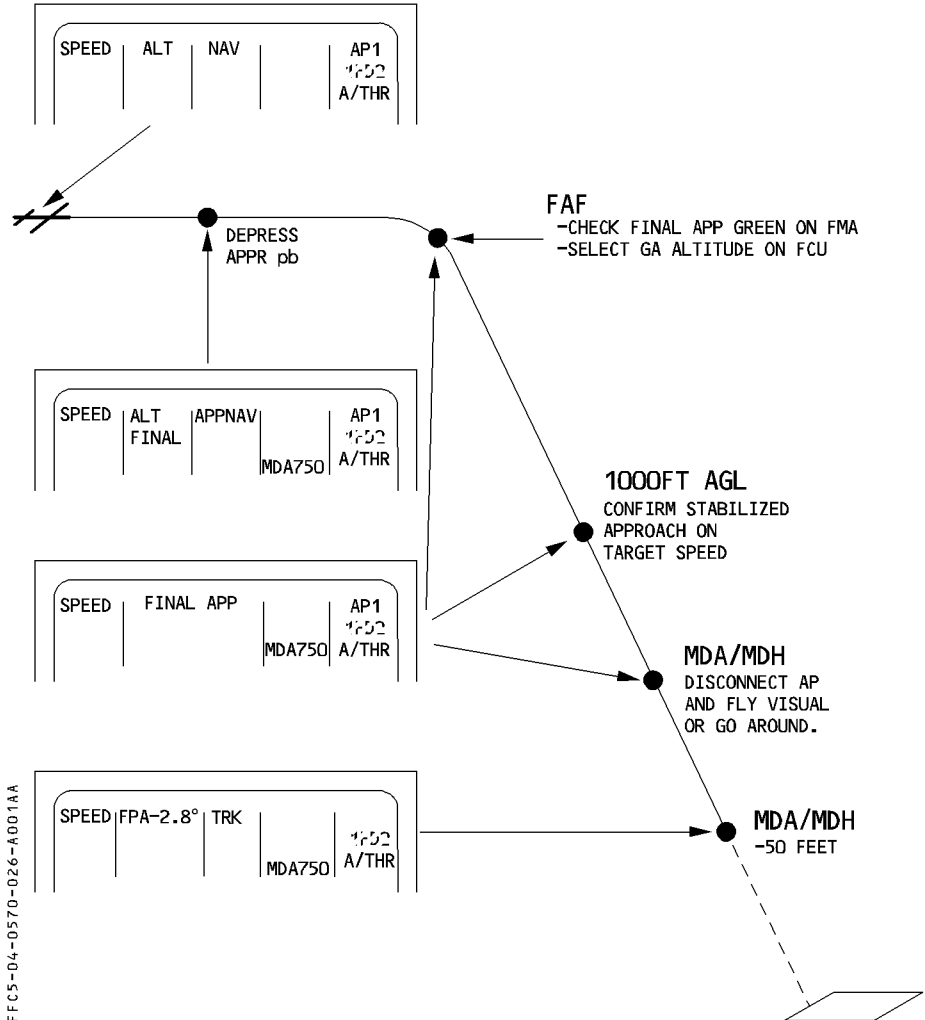 SPEED ALT NAV AP1
A/THR
FAF
-CHECK FINAL APP GREEN ON FMA
-SELECT GA ALTITUDE ON FCU
DEPRESS
APPR pb
SPEED ALT APPNAV AP1
FINAL
MDA750 A/THR
1000FT AGL
CONFIRM STABILIZED
APPROACH ON
TARGET SPEED
SPEED FINAL APP AP1
MDA750 A/THR
MDA/MDH
DISCONNECT AP
AND FLY VISUAL
OR GO AROUND.
SPEED FPA-2.8° TRK
MDA750 A/THR
MDA/MDH
-50 FEET
FFC5-04-0570-026-A001AA